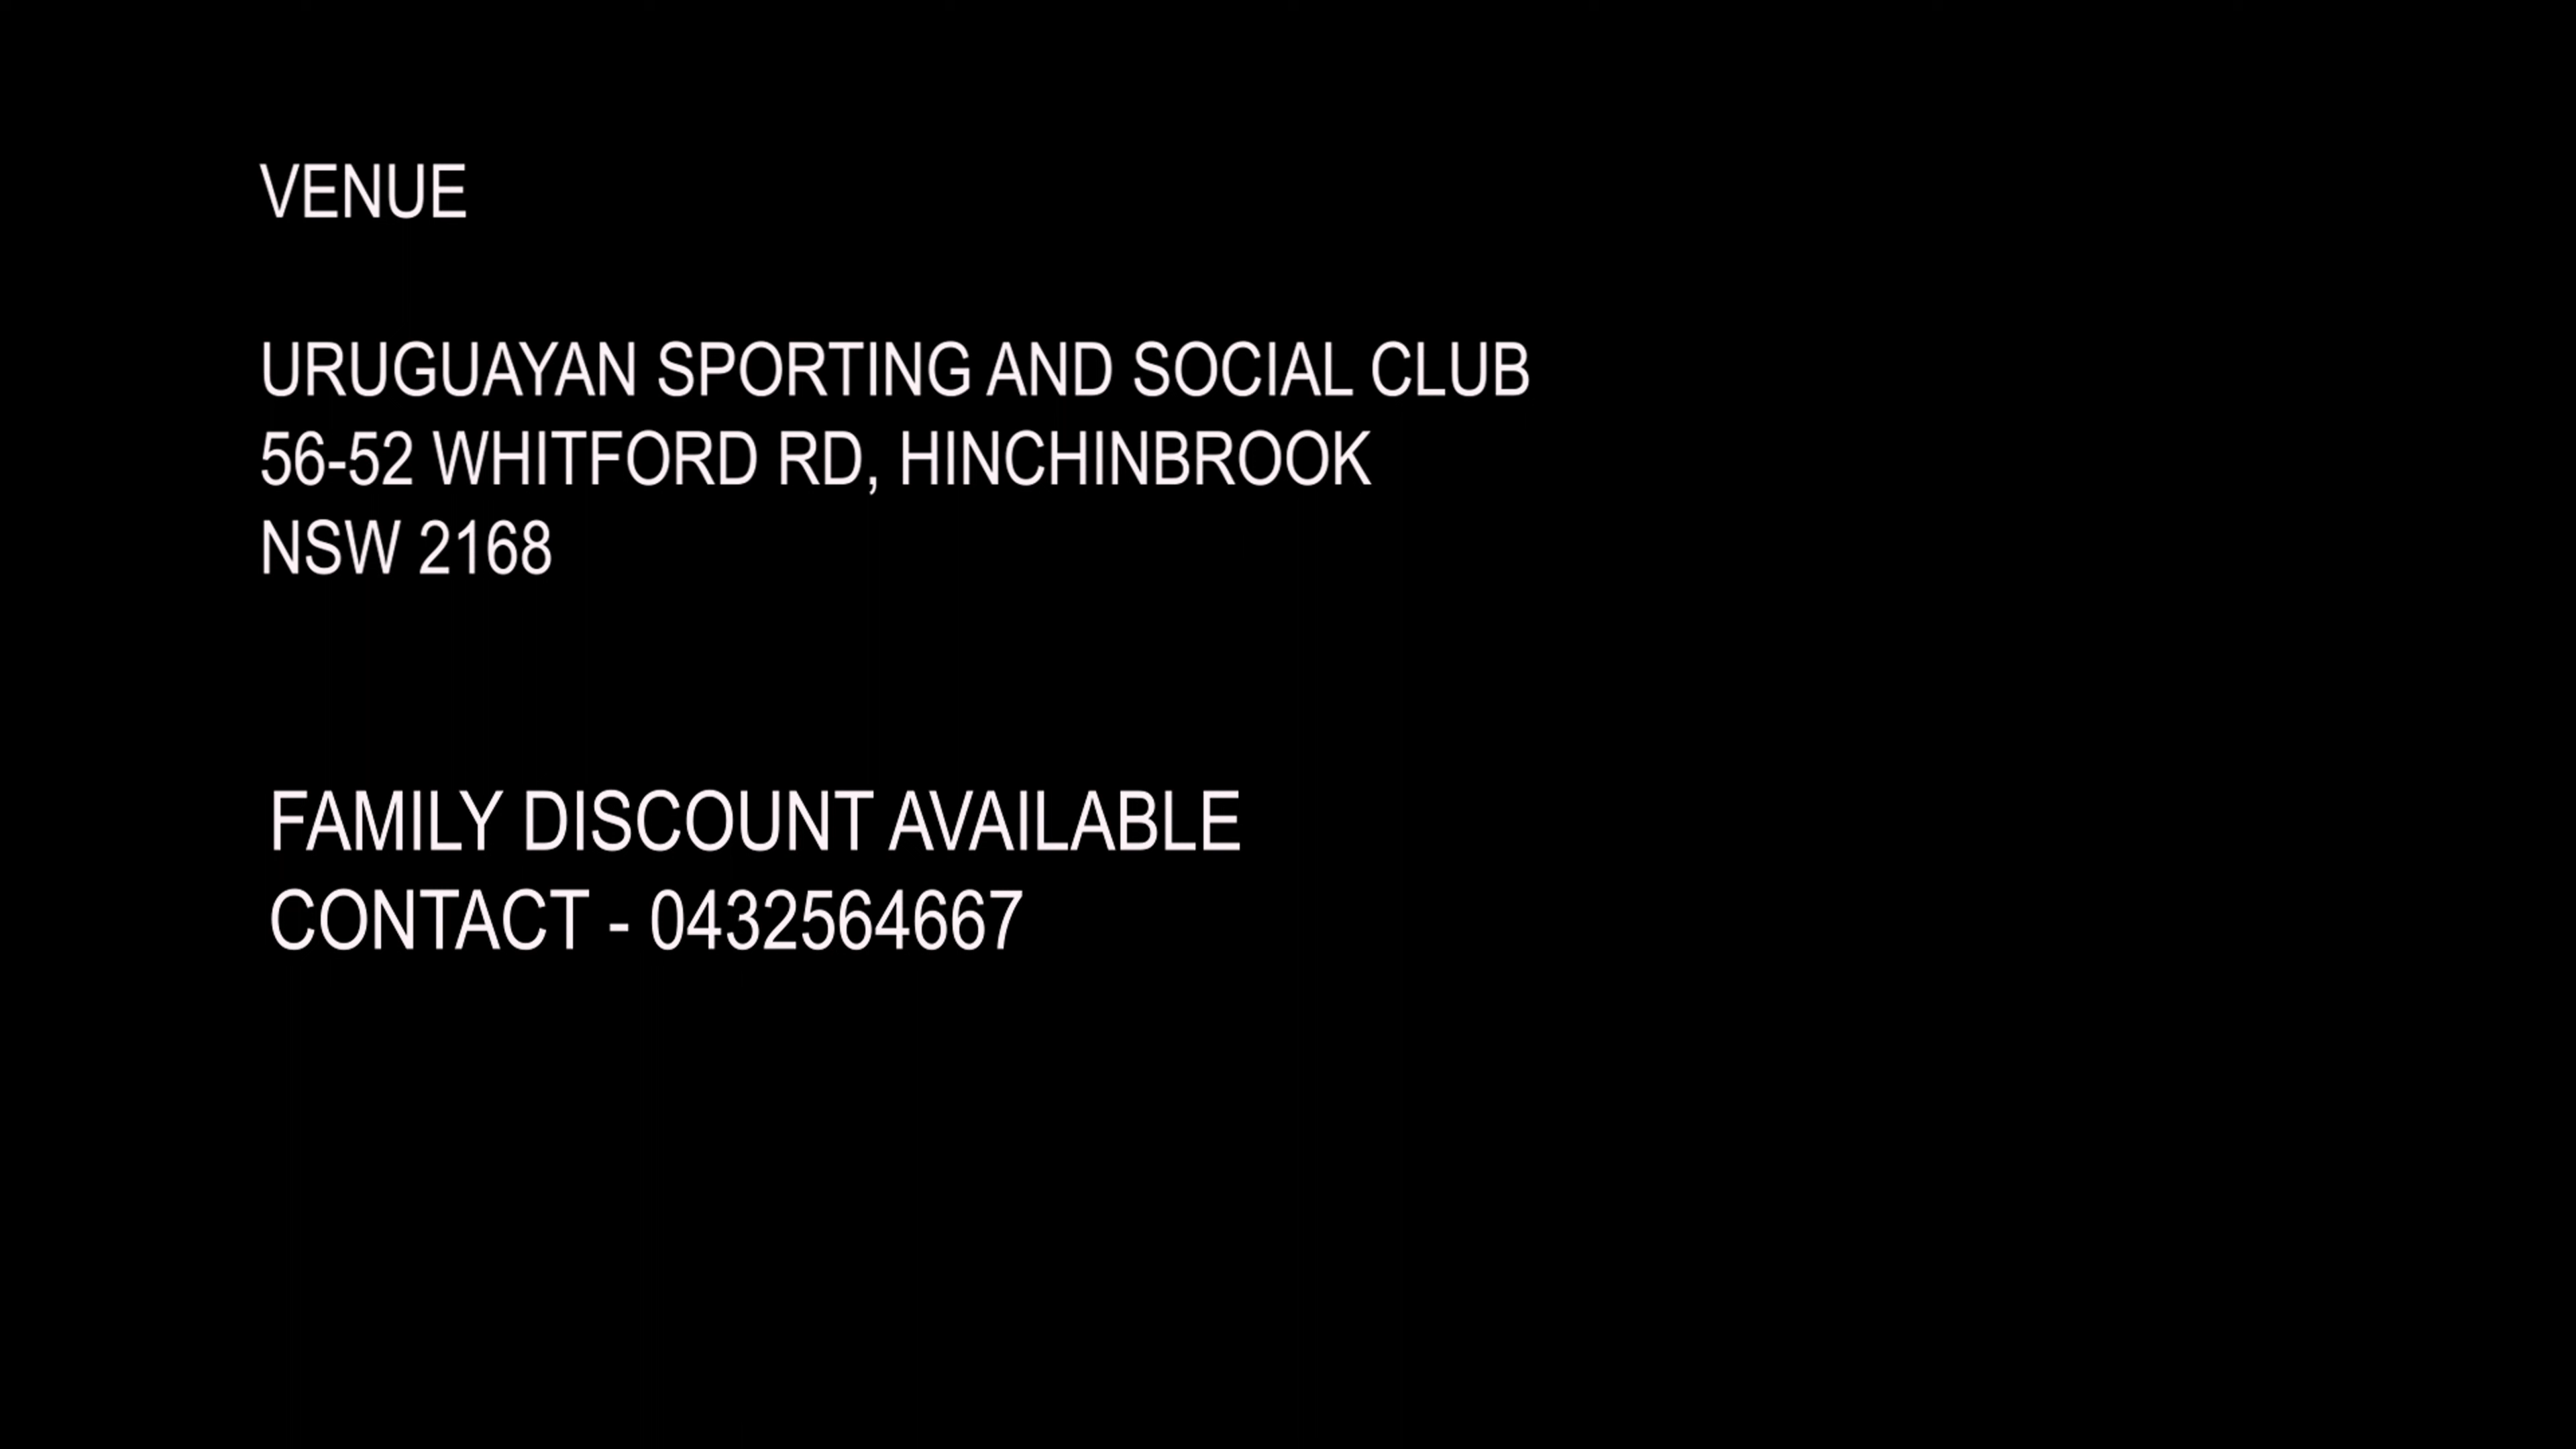 VENUE
URUGUAYAN SPORTING AND SOCIAL CLUB
56-52 WHITFORD RD, HINCHINBROOK
NSW 2168
FAMILY DISCOUNT AVAILABLE
CONTACT - 0432564667